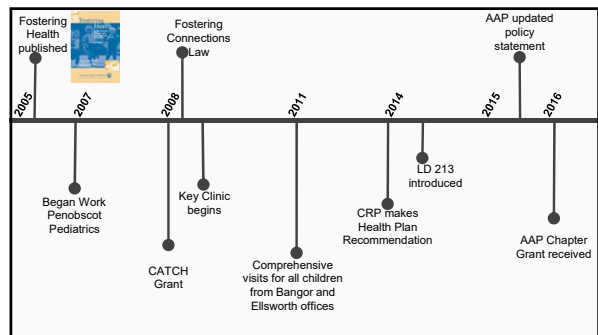 Fostering
Health
published
Fostering
Health
Fostering
Connections
Law
AAP updated
policy
statement
2005
2007
2008
2011
2014
2015
2016
Began Work
Penobscot
Pediatrics
CATCH
Grant
Key Clinic
begins
Comprehensive
visits for all children
from Bangor and
Ellsworth offices
CRP makes
Health Plan
Recommendation
LD 213
introduced
AAP Chapter
Grant received